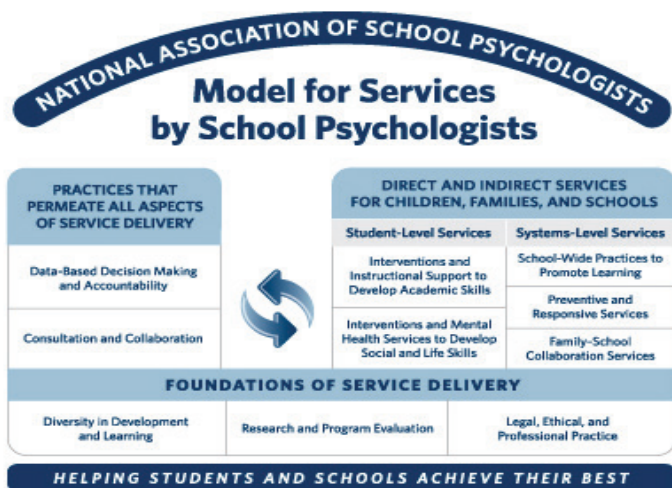 NATIONAL ASSOCIATION OF SCHOOL PSYCHOLOGISTS
Model for Services
by School Psychologists
PRACTICES THAT
PERMEATE ALL ASPECTS
OF SERVICE DELIVERY
Data-Based Decision Making
and Accountability
Consultation and Collaboration
DIRECT AND INDIRECT SERVICES
FOR CHILDREN, FAMILIES, AND SCHOOLS
Student-Level Services
Interventions and
Instructional Support to
Develop Academic Skills
Interventions and Mental
Health Services to Develop
Social and Life Skills
Systems-Level Services
School-Wide Practices to
Promote Learning
Preventive and
Responsive Services
Family–School
Collaboration Services
FOUNDATIONS OF SERVICE DELIVERY
Diversity in Development
and Learning
Research and Program Evaluation
Legal, Ethical, and
Professional Practice
HELPING STUDENTS AND SCHOOLS ACHIEVE THEIR BEST